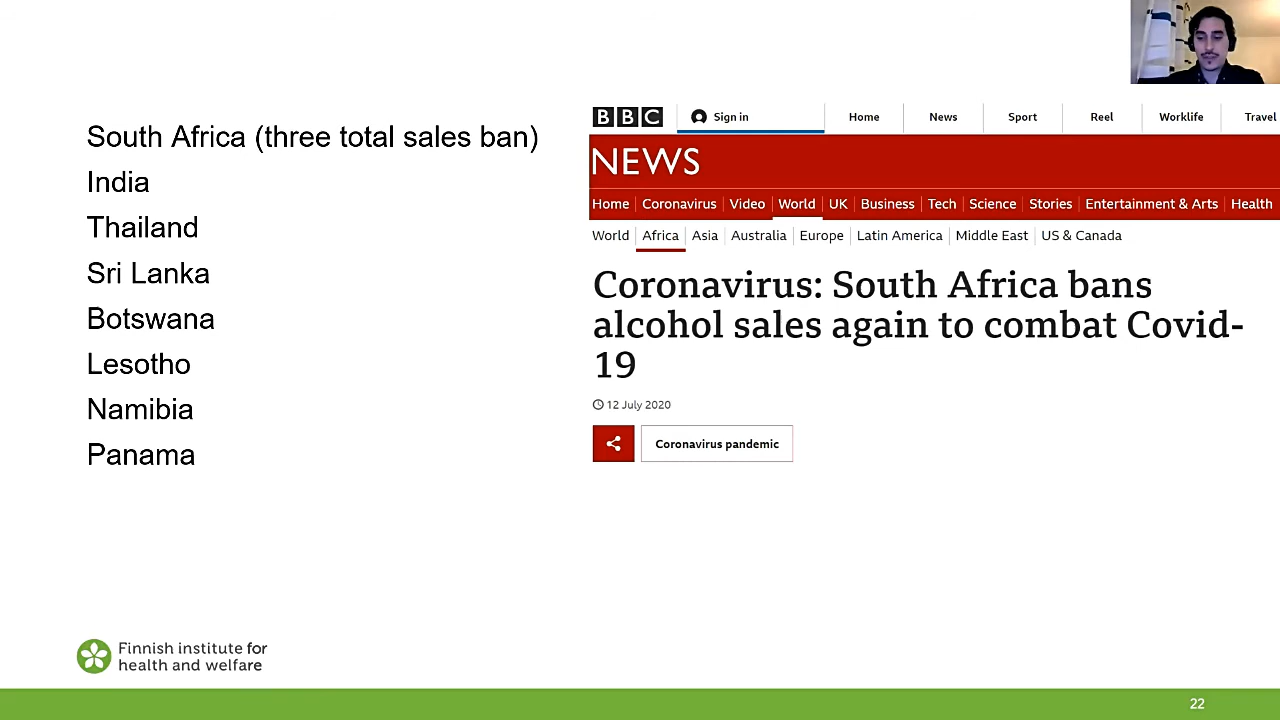 South Africa (three total sales ban)
India
Thailand
Sri Lanka
Botswana
Lesotho
Namibia
Panama
BBC Sign in Home News Sport Reel Worklife Travel
NEWS
Home Coronavirus Video World UK Business Tech Science Stories Entertainment & Arts Health
World Africa Asia Australia Europe Latin America Middle East US & Canada
Coronavirus: South Africa bans
alcohol sales again to combat Covid-
19
12 July 2020
Coronavirus pandemic
Finnish institute for
health and welfare
22